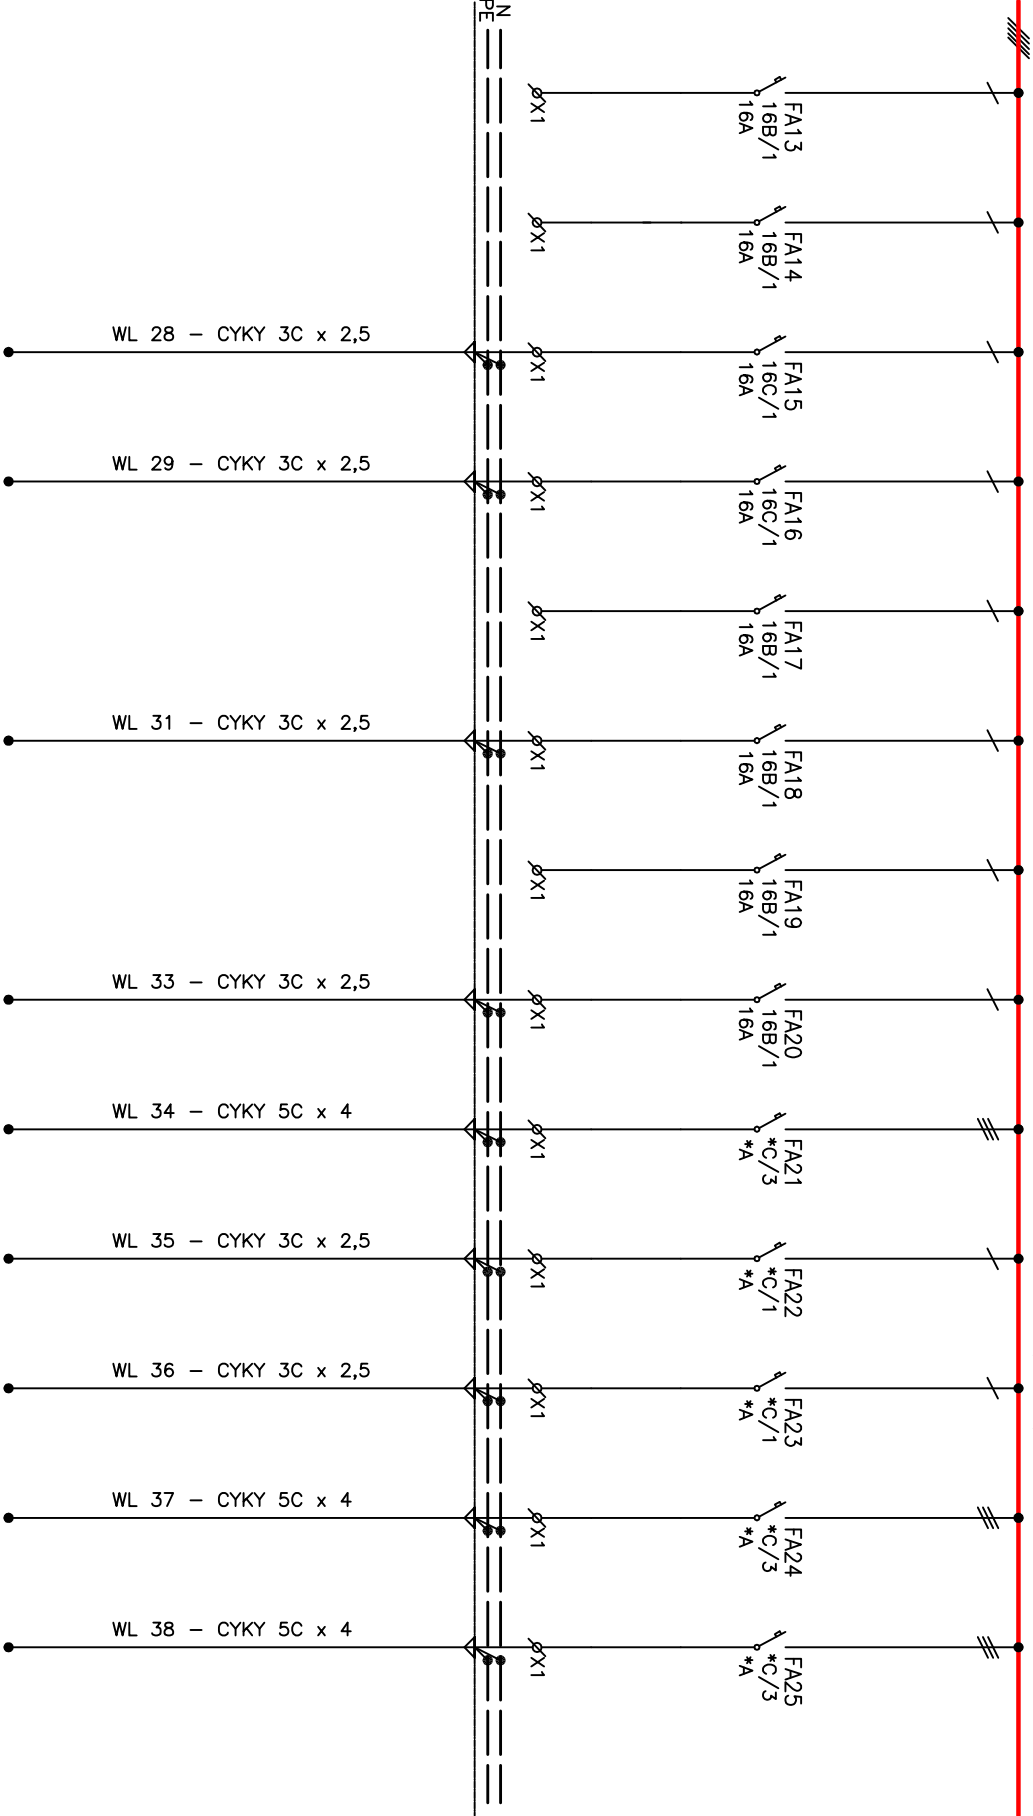 N
PE
FA13
16B/1
16A
X1
FA14
16B/1
16A
X1
WL 28 - CYKY 3C x 2,5
FA15
16C/1
16A
X1
WL 29 - CYKY 3C x 2,5
FA16
16C/1
16A
X1
FA17
16B/1
16A
X1
WL 31 - CYKY 3C x 2,5
FA18
16B/1
16A
X1
FA19
16B/1
16A
X1
WL 33 - CYKY 3C x 2,5
FA20
16B/1
16A
X1
WL 34 - CYKY 5C x 4
FA21
*C/3
*A
X1
WL 35 - CYKY 3C x 2,5
FA22
*C/1
*A
X1
WL 36 - CYKY 3C x 2,5
FA23
*C/1
*A
X1
WL 37 - CYKY 5C x 4
FA24
*C/3
*A
X1
WL 38 - CYKY 5C x 4
FA25
*C/3
*A
X1